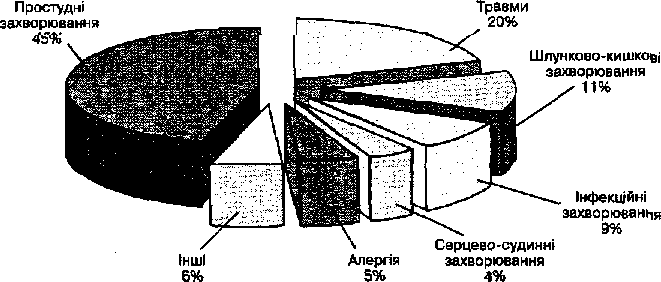 Простудні
захворювання
45%
Травми
20%
Шлунково-кишкові
захворювання
11%
Інфекційні
захворювання
9%
Серцево-судинні
захворювання
4%
Алергія
5%
Інші
6%